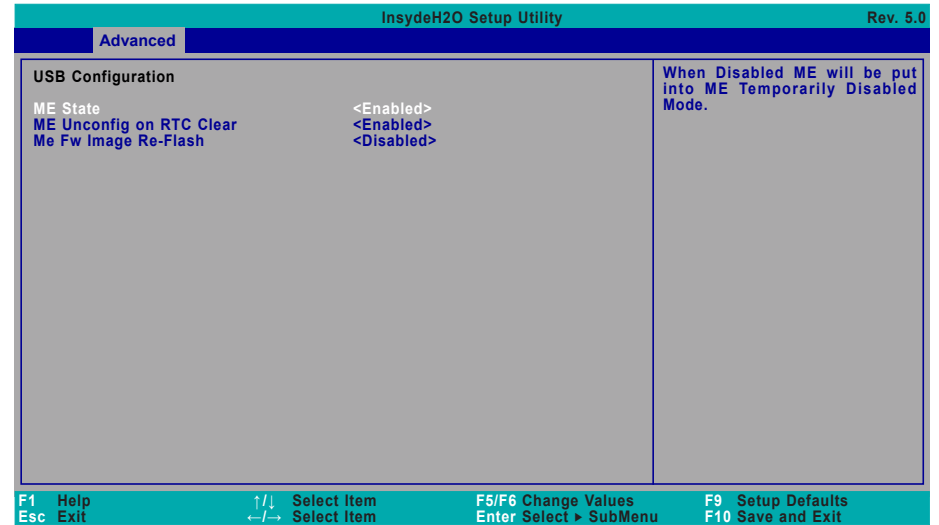 InsydeH2O Setup Utility Rev. 5.0
Advanced
USB Configuration
ME State <Enabled>
ME Unconfig on RTC Clear <Enabled>
Me Fw Image Re-Flash <Disabled>
When Disabled ME will be put
into ME Temporarily Disabled
Mode.
F1 Help ↑/↓ Select Item F5/F6 Change Values F9 Setup Defaults
Esc Exit ←/→ Select Item Enter Select ▶ SubMenu F10 Save and Exit